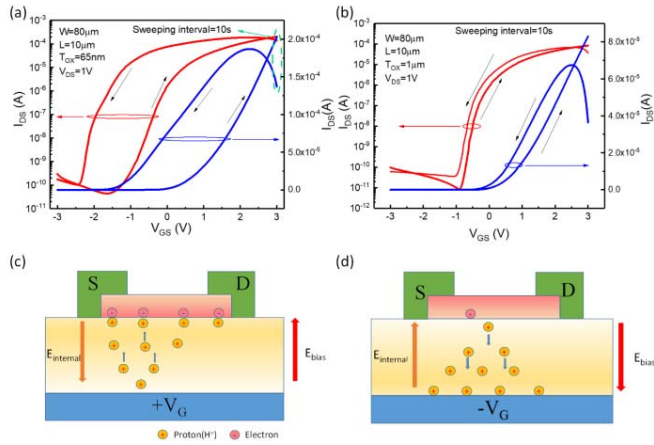 (a)
W=80μm
L=10μm
T_OX=65nm
V_DS=1V
Sweeping interval=10s
I_DS (A)
10⁻³
10⁻⁴
10⁻⁵
10⁻⁶
10⁻⁷
10⁻⁸
10⁻⁹
10⁻¹⁰
10⁻¹¹
-3 -2 -1 0 1 2 3
V_GS (V)
2.0x10⁻⁴
1.5x10⁻⁴
1.0x10⁻⁴
5.0x10⁻⁵
0.0
I_DS (A)
(b)
W=80μm
L=10μm
T_OX=1μm
V_DS=1V
Sweeping interval=10s
I_DS (A)
10⁻³
10⁻⁴
10⁻⁵
10⁻⁶
10⁻⁷
10⁻⁸
10⁻⁹
10⁻¹⁰
10⁻¹¹
10⁻¹²
-3 -2 -1 0 1 2 3
V_GS (V)
8.0x10⁻⁵
6.0x10⁻⁵
4.0x10⁻⁵
2.0x10⁻⁵
0.0
I_DS (A)
(c)
S D
E_internal
E_bias
+V_G
(d)
S D
E_internal
E_bias
-V_G
Proton(H⁺) Electron